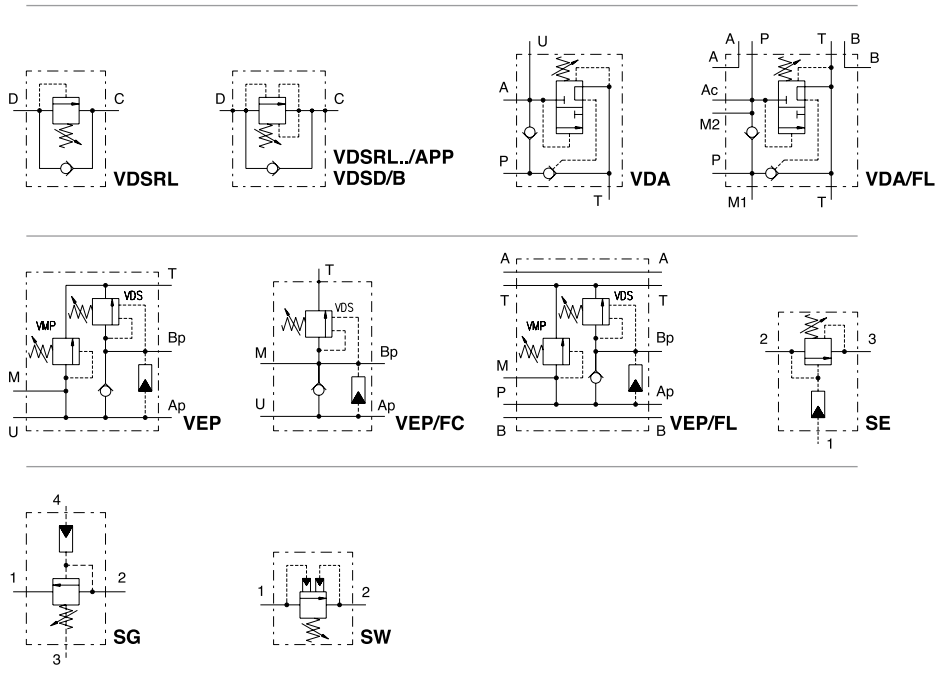 D
C
VDSRL
D
C
VDSRL../APP
VDSD/B
U
A
P
VDA
T
A
P
T
B
A
B
Ac
M2
P
VDA/FL
M1
T
T
VDS
VMP
Bp
M
Ap
U
VEP
T
VDS
M
Bp
U
Ap
VEP/FC
A
A
T
T
VDS
VMP
Bp
M
P
Ap
B
B
VEP/FL
2
3
SE
1
4
1
2
SG
3
1
2
SW